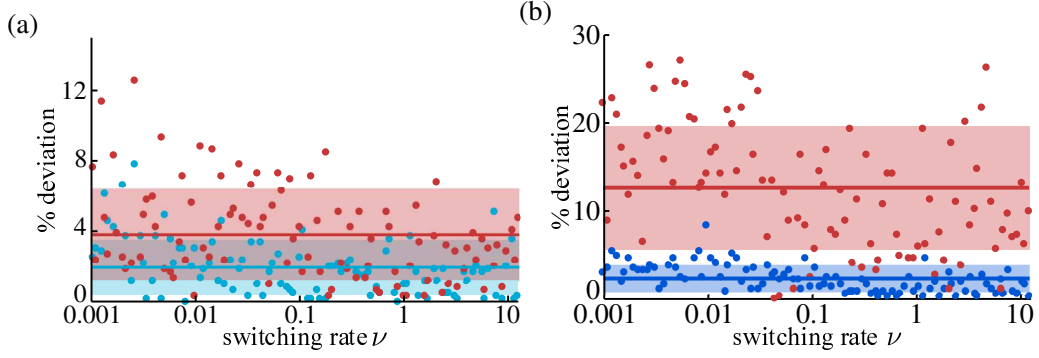 (a)
% deviation
12
8
4
0
0.001 0.01 0.1 1 10
switching rate ν
(b)
% deviation
30
20
10
0
0.001 0.01 0.1 1 10
switching rate ν